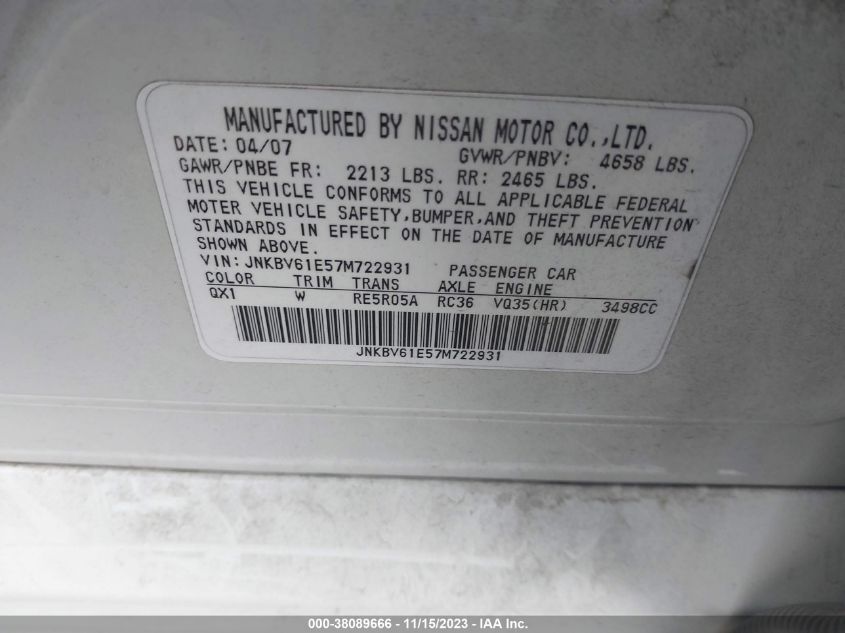 MANUFACTURED BY NISSAN MOTOR CO.,LTD.
DATE: 04/07 GVWR/PNBV: 4658 LBS.
GAWR/PNBE FR: 2213 LBS. RR: 2465 LBS.
THIS VEHICLE CONFORMS TO ALL APPLICABLE FEDERAL
MOTER VEHICLE SAFETY,BUMPER,AND THEFT PREVENTION
STANDARDS IN EFFECT ON THE DATE OF MANUFACTURE
SHOWN ABOVE.
VIN: JNKBV61E57M722931 PASSENGER CAR
COLOR TRIM TRANS AXLE ENGINE
QX1 W RE5R05A RC36 VQ35(HR) 3498CC
JNKBV61E57M722931
000-38089666 - 11/15/2023 - IAA Inc.